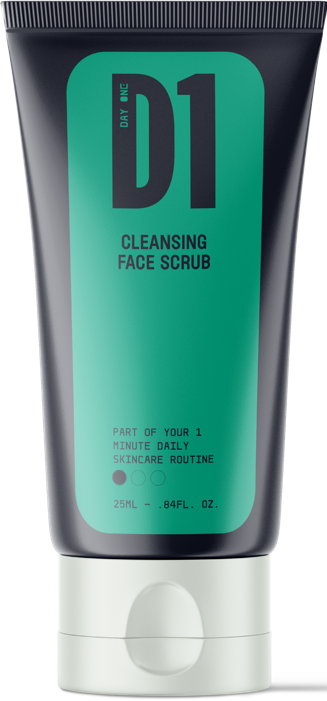 DAY ONE
D1
CLEANSING
FACE SCRUB
PART OF YOUR 1
MINUTE DAILY
SKINCARE ROUTINE
25ML – .84FL. OZ.